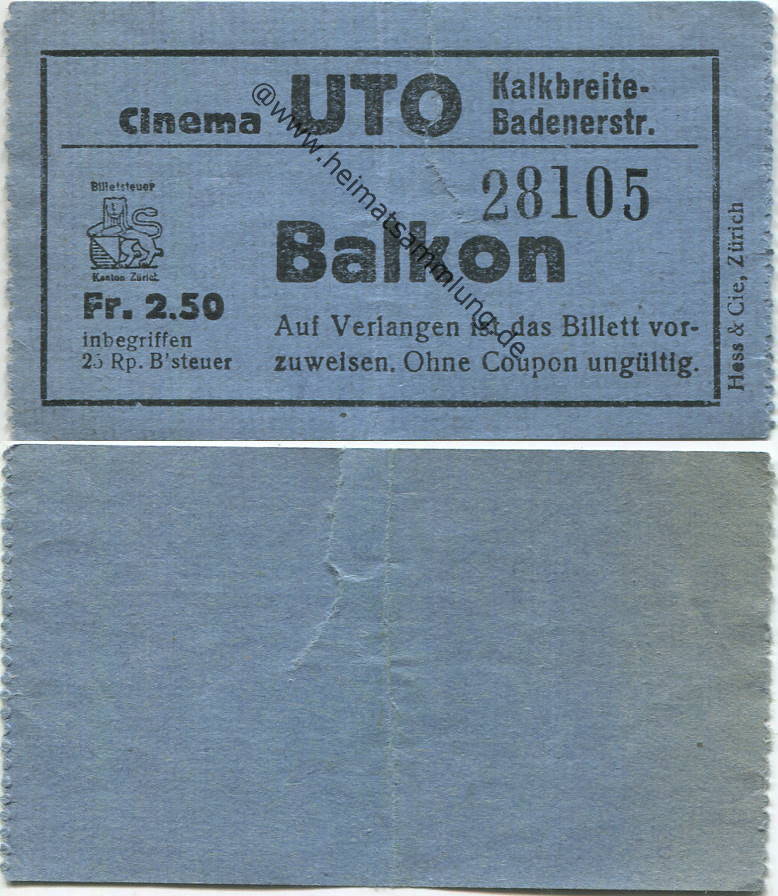 Cinema UTO Kalkbreite-
Badenerstr.
28105
Billetsteuer
Kanton Zürich
Balkon
Fr. 2.50
inbegriffen
25 Rp. B'steuer
Auf Verlangen ist das Billett vor-
zuweisen. Ohne Coupon ungültig.
Hess & Cie, Zürich
@www.heimatsammlung.de